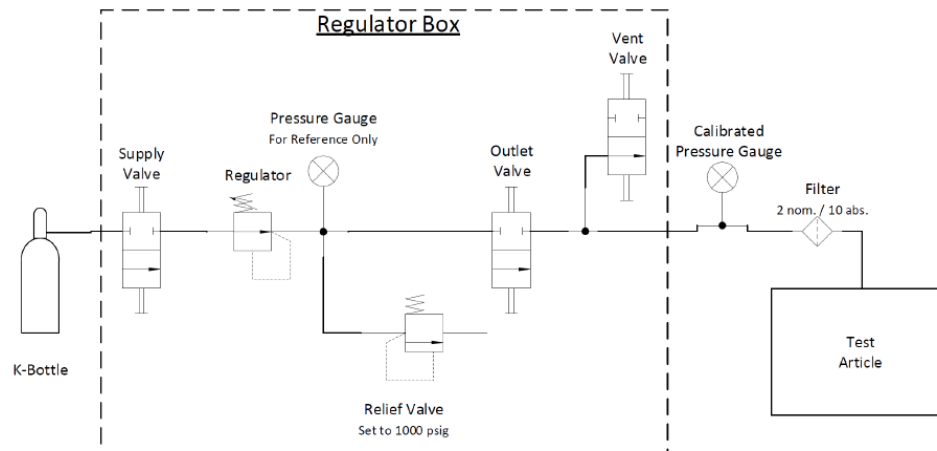 Regulator Box
Vent
Valve
Pressure Gauge
For Reference Only
Calibrated
Pressure Gauge
Supply
Valve
Regulator
Outlet
Valve
Filter
2 nom. / 10 abs.
K-Bottle
Test
Article
Relief Valve
Set to 1000 psig